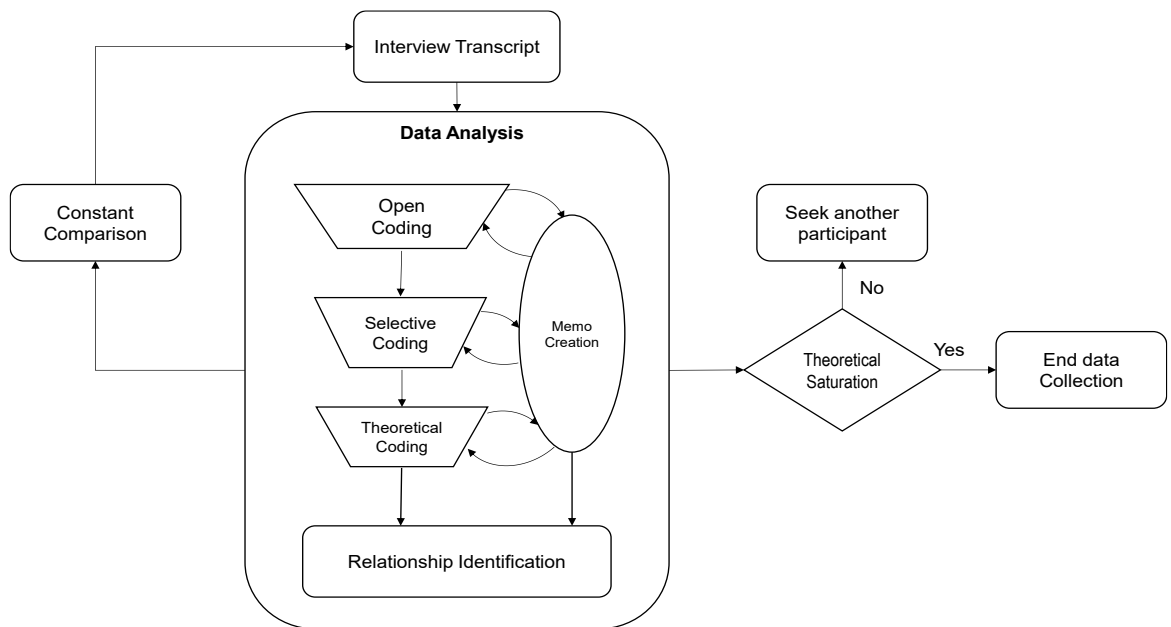 Interview Transcript
Data Analysis
Constant
Comparison
Open
Coding
Selective
Coding
Theoretical
Coding
Memo
Creation
Relationship Identification
Seek another
participant
No
Theoretical
Saturation
Yes
End data
Collection